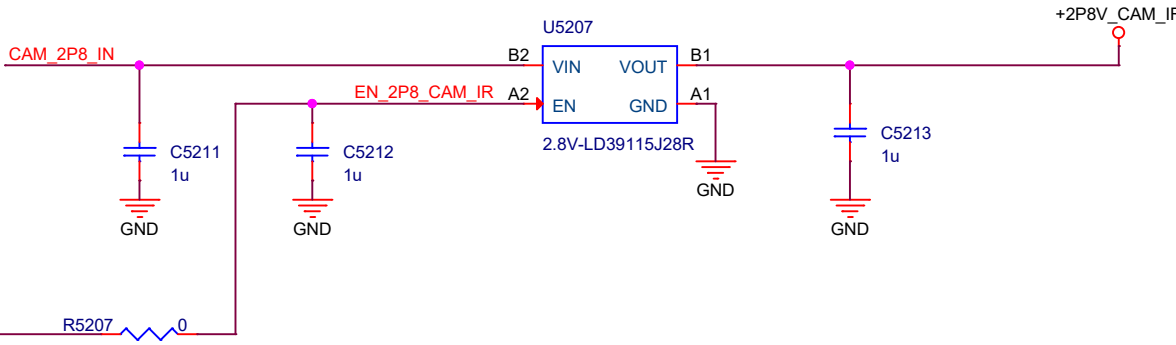 +2P8V_CAM_IR
U5207
CAM_2P8_IN
B2
VIN
VOUT
B1
EN_2P8_CAM_IR
A2
EN
GND
A1
2.8V-LD39115J28R
C5211
1u
C5212
1u
C5213
1u
GND
GND
GND
GND
R5207
0